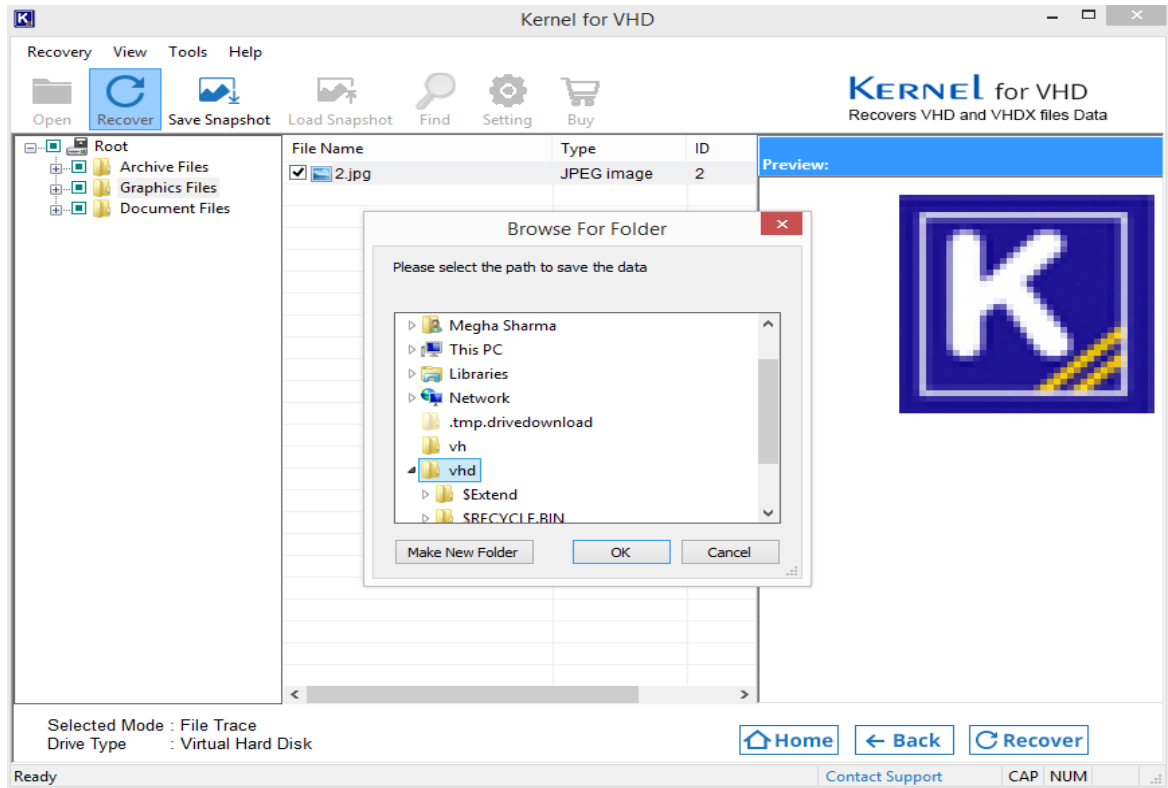 Kernel for VHD
Recovery View Tools Help
Open Recover Save Snapshot Load Snapshot Find Setting Buy
KERNEL for VHD
Recovers VHD and VHDX files Data
Root
Archive Files
Graphics Files
Document Files
File Name Type ID
2.jpg JPEG image 2
Preview:
K
Browse For Folder
Please select the path to save the data
Megha Sharma
This PC
Libraries
Network
.tmp.drivedownload
vh
vhd
$Extend
$RECYCLE.BIN
Make New Folder OK Cancel
Selected Mode : File Trace
Drive Type : Virtual Hard Disk
Home Back Recover
Ready Contact Support CAP NUM